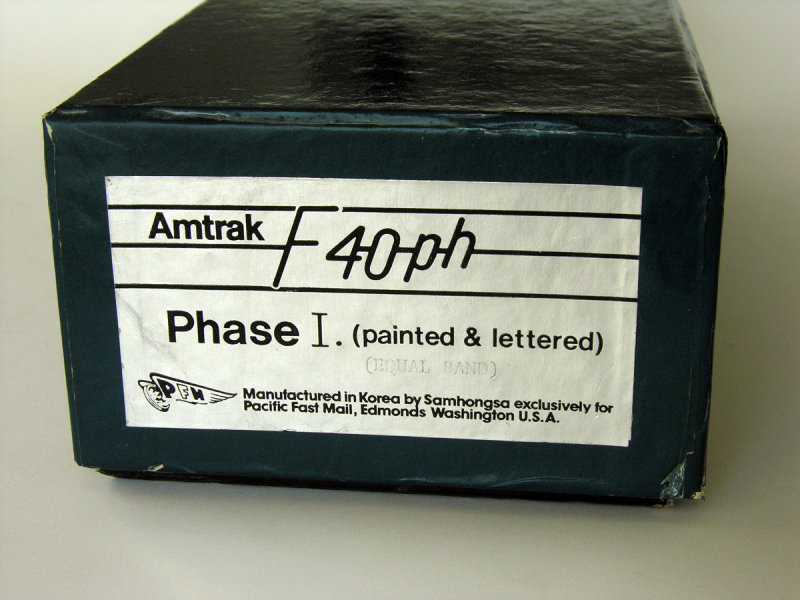 Amtrak F40ph
Phase I. (painted & lettered)
(EQUAL BAND)
PFM
Manufactured in Korea by Samhongsa exclusively for
Pacific Fast Mail, Edmonds Washington U.S.A.